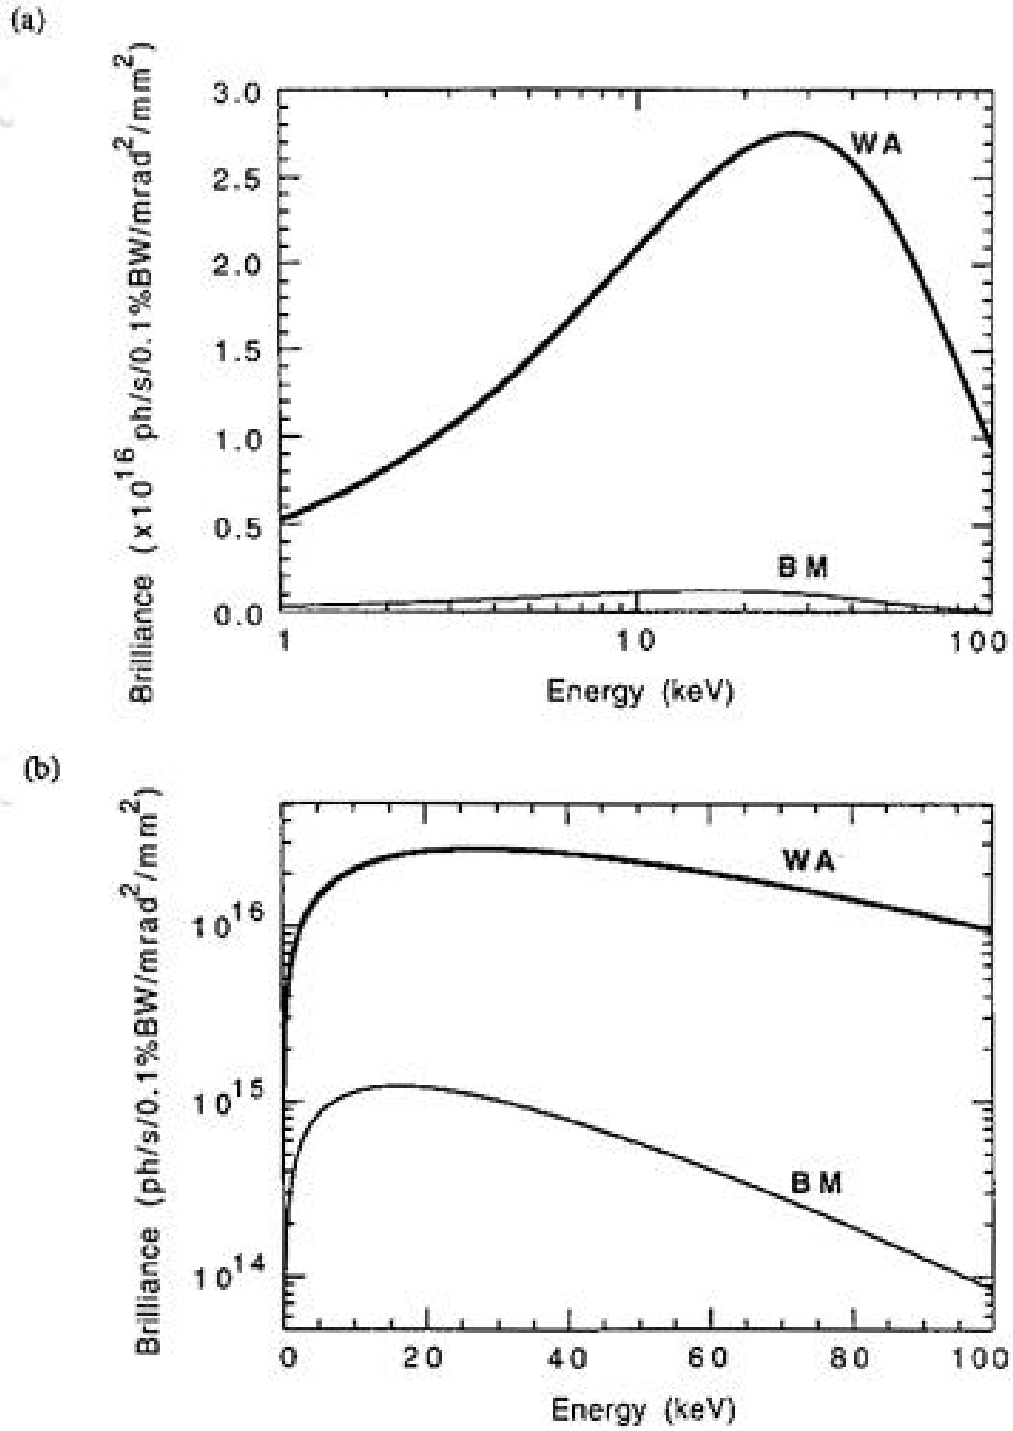 (a)
Brilliance (x10^16 ph/s/0.1%BW/mrad^2/mm^2)
3.0
2.5
2.0
1.5
1.0
0.5
0.0
WA
BM
1 10 100
Energy (keV)
(b)
Brilliance (ph/s/0.1%BW/mrad^2/mm^2)
10^16
10^15
10^14
WA
BM
0 20 40 60 80 100
Energy (keV)